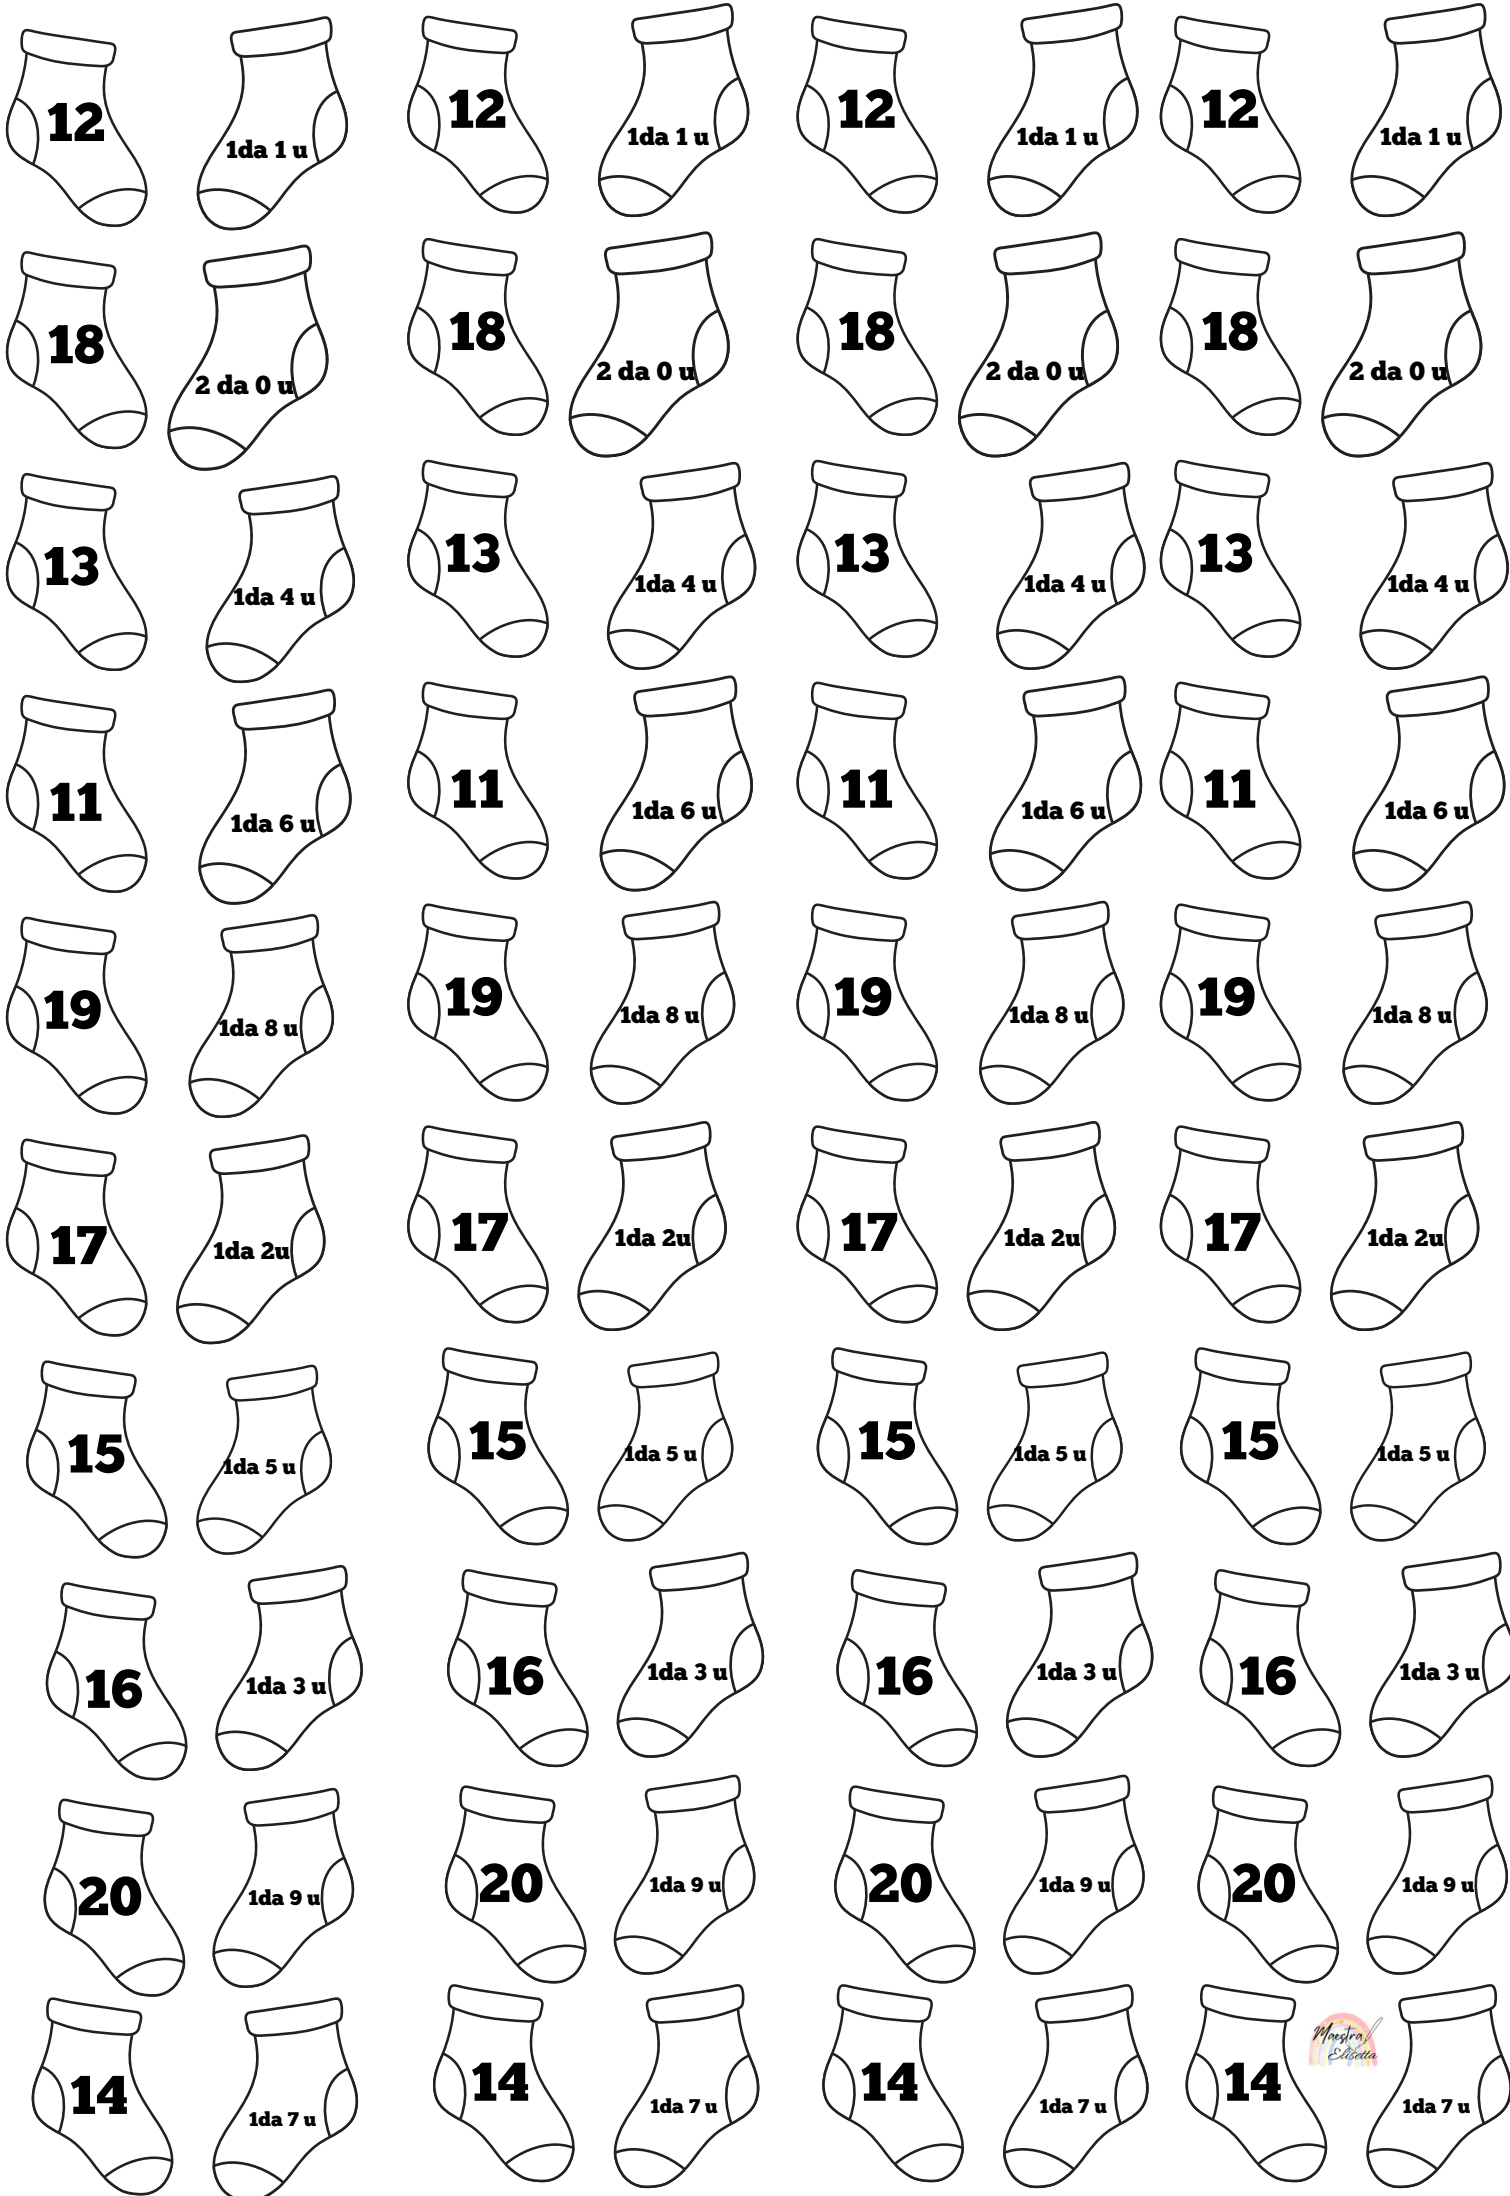 12 1da 1 u 12 1da 1 u 12 1da 1 u 12 1da 1 u
18 2 da 0 u 18 2 da 0 u 18 2 da 0 u 18 2 da 0 u
13 1da 4 u 13 1da 4 u 13 1da 4 u 13 1da 4 u
11 1da 6 u 11 1da 6 u 11 1da 6 u 11 1da 6 u
19 1da 8 u 19 1da 8 u 19 1da 8 u 19 1da 8 u
17 1da 2u 17 1da 2u 17 1da 2u 17 1da 2u
15 1da 5 u 15 1da 5 u 15 1da 5 u 15 1da 5 u
16 1da 3 u 16 1da 3 u 16 1da 3 u 16 1da 3 u
20 1da 9 u 20 1da 9 u 20 1da 9 u 20 1da 9 u
14 1da 7 u 14 1da 7 u 14 1da 7 u 14 1da 7 u
Maestra
Elisetta